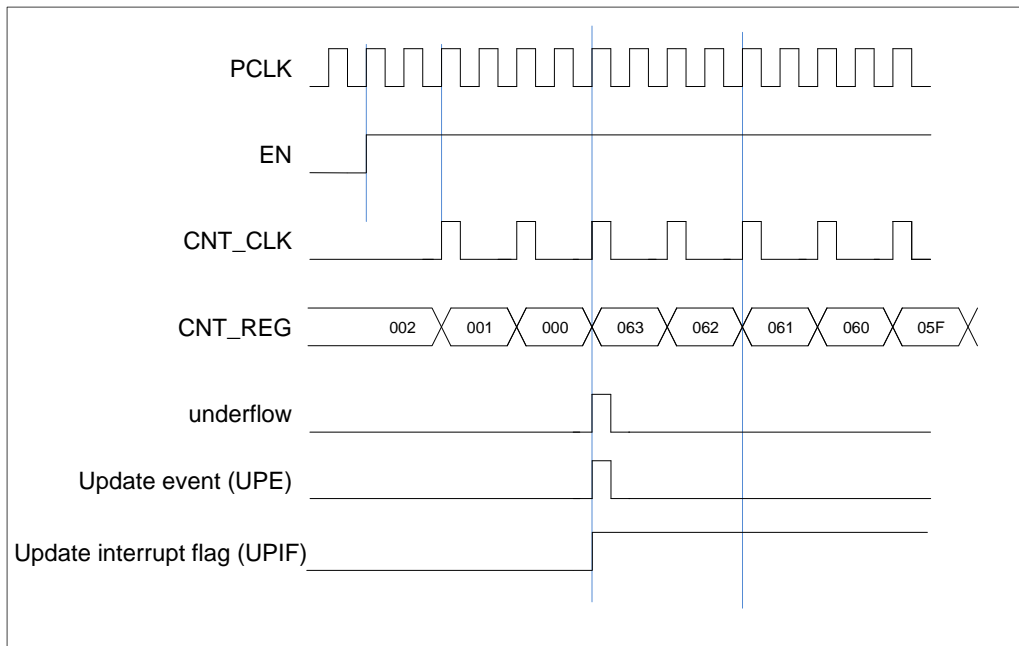 PCLK
EN
CNT_CLK
CNT_REG 002 001 000 063 062 061 060 05F
underflow
Update event (UPE)
Update interrupt flag (UPIF)